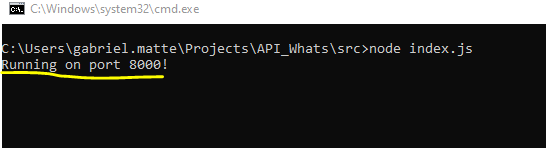 C:\Windows\system32\cmd.exe
C:\Users\gabriel.matte\Projects\API_Whats\src>node index.js
Running on port 8000!